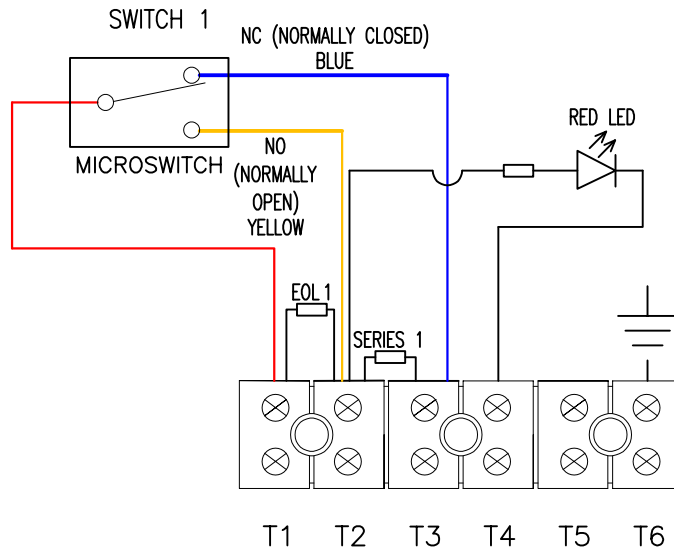 SWITCH 1
NC (NORMALLY CLOSED)
BLUE
MICROSWITCH
NO
(NORMALLY
OPEN)
YELLOW
RED LED
EOL 1
SERIES 1
T1 T2 T3 T4 T5 T6